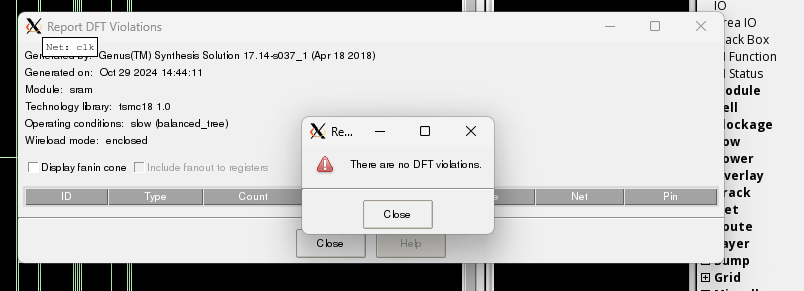 Report DFT Violations
Net: clk
Genus(TM) Synthesis Solution 17.14-s037_1 (Apr 18 2018)
Generated on: Oct 29 2024 14:44:11
Module: sram
Technology library: tsmc18 1.0
Operating conditions: slow (balanced_tree)
Wireload mode: enclosed
Display fanin cone
Include fanout to registers
ID Type Count Net Pin
Close Help
Re...
There are no DFT violations.
Close
IO
rea IO
ack Box
Function
Status
odule
ell
lockage
ow
ower
verlay
rack
et
oute
ayer
ump
Grid